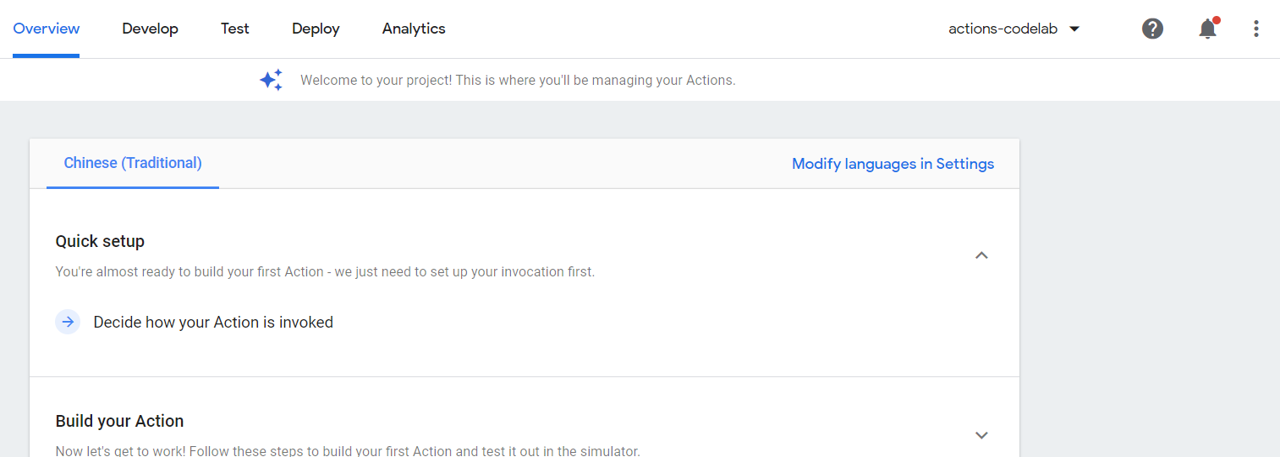 Overview Develop Test Deploy Analytics actions-codelab
Welcome to your project! This is where you'll be managing your Actions.
Chinese (Traditional) Modify languages in Settings
Quick setup
You're almost ready to build your first Action - we just need to set up your invocation first.
Decide how your Action is invoked
Build your Action
Now let's get to work! Follow these steps to build your first Action and test it out in the simulator.